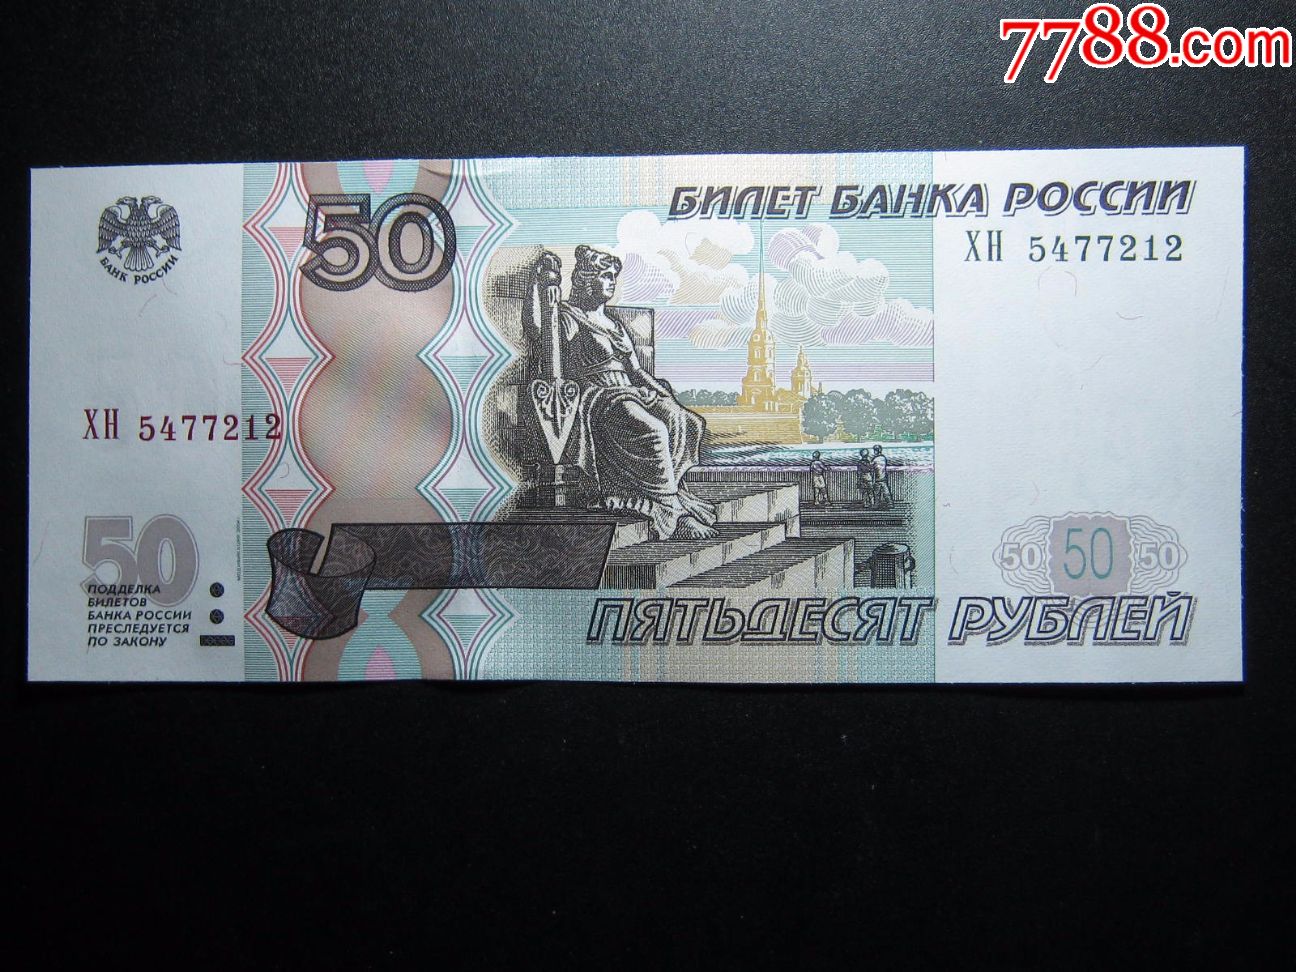 7788.com
БИЛЕТ БАНКА РОССИИ
ХН 5477212
50
БАНК РОССИИ
ХН 5477212
50
ПОДДЕЛКА
БИЛЕТОВ
БАНКА РОССИИ
ПРЕСЛЕДУЕТСЯ
ПО ЗАКОНУ
50 50 50
ПЯТЬДЕСЯТ РУБЛЕЙ